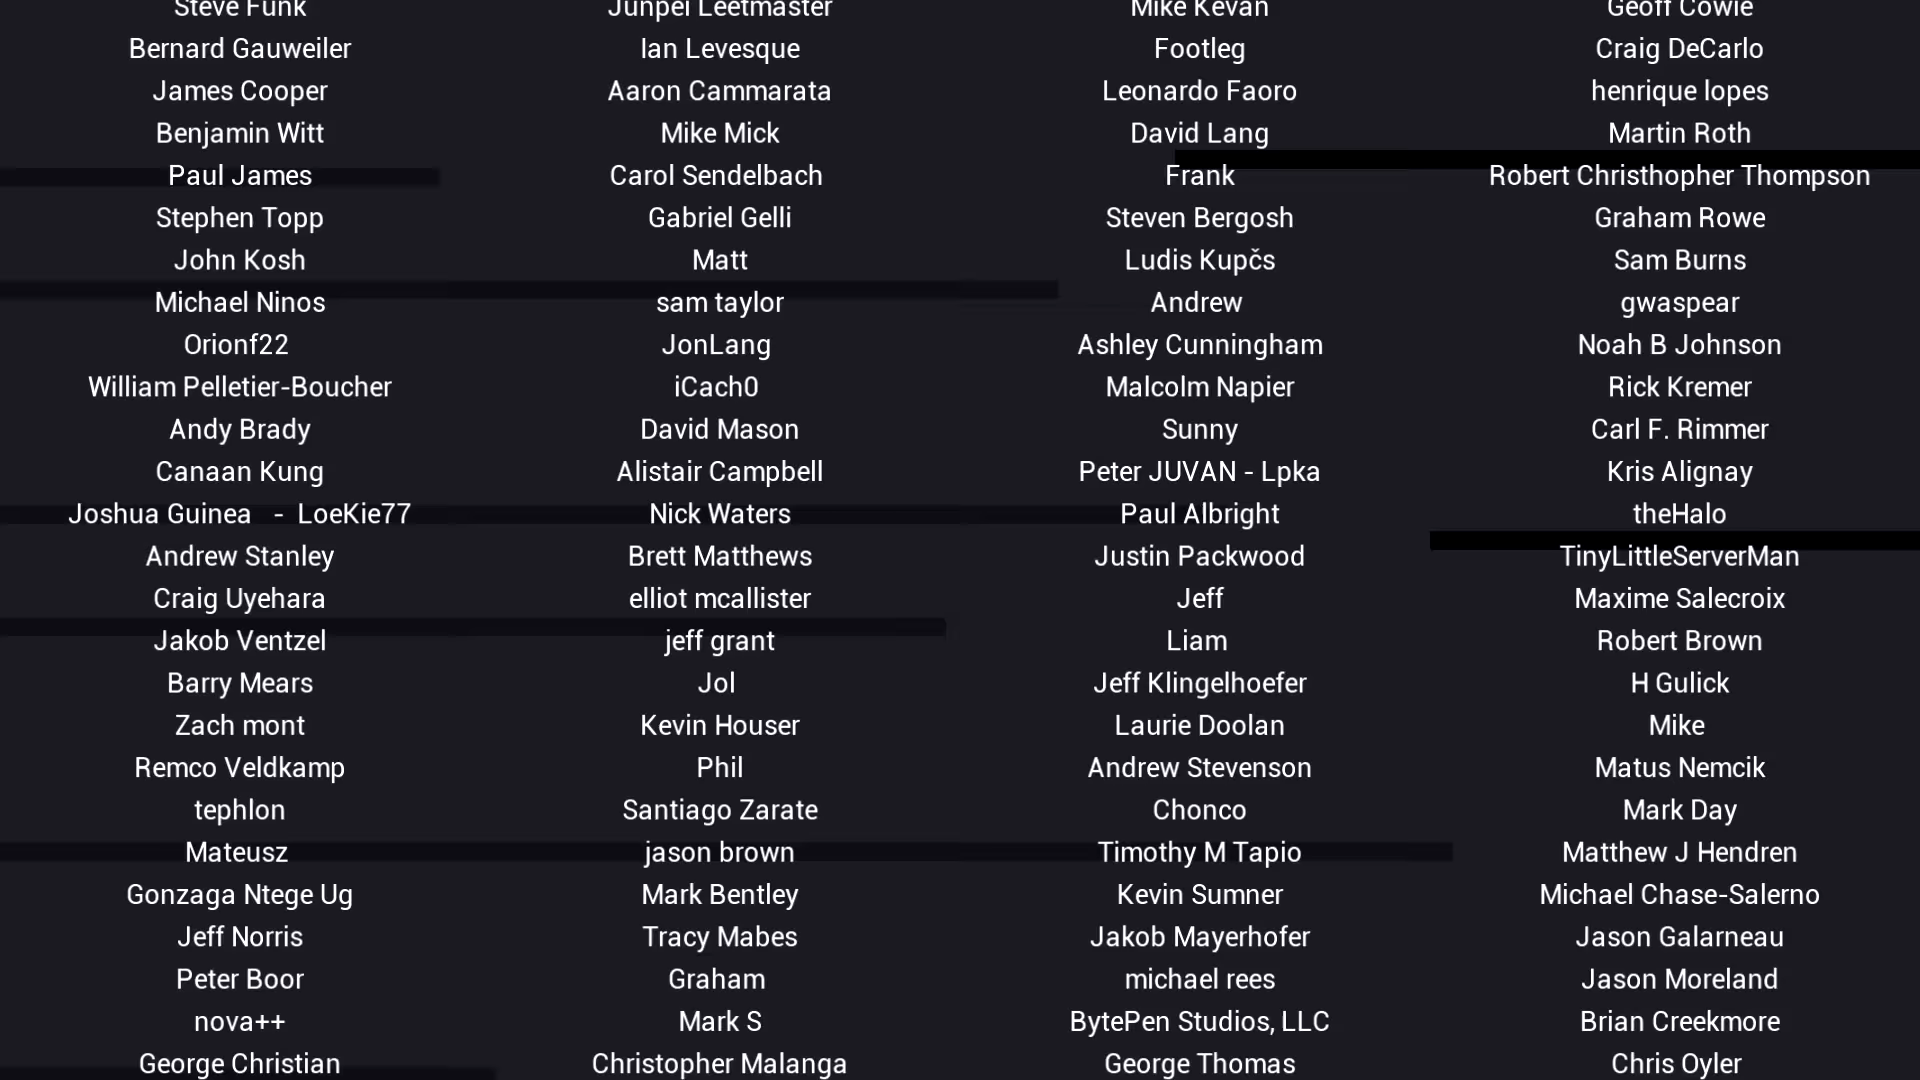 Steve Funk Junpei Leetmaster Mike Kevan Geoff Cowie
Bernard Gauweiler Ian Levesque Footleg Craig DeCarlo
James Cooper Aaron Cammarata Leonardo Faoro henrique lopes
Benjamin Witt Mike Mick David Lang Martin Roth
Paul James Carol Sendelbach Frank Robert Christhopher Thompson
Stephen Topp Gabriel Gelli Steven Bergosh Graham Rowe
John Kosh Matt Ludis Kupčs Sam Burns
Michael Ninos sam taylor Andrew gwaspear
Orionf22 JonLang Ashley Cunningham Noah B Johnson
William Pelletier-Boucher iCach0 Malcolm Napier Rick Kremer
Andy Brady David Mason Sunny Carl F. Rimmer
Canaan Kung Alistair Campbell Peter JUVAN - Lpka Kris Alignay
Joshua Guinea - LoeKie77 Nick Waters Paul Albright theHalo
Andrew Stanley Brett Matthews Justin Packwood TinyLittleServerMan
Craig Uyehara elliot mcallister Jeff Maxime Salecroix
Jakob Ventzel jeff grant Liam Robert Brown
Barry Mears Jol Jeff Klingelhoefer H Gulick
Zach mont Kevin Houser Laurie Doolan Mike
Remco Veldkamp Phil Andrew Stevenson Matus Nemcik
tephlon Santiago Zarate Chonco Mark Day
Mateusz jason brown Timothy M Tapio Matthew J Hendren
Gonzaga Ntege Ug Mark Bentley Kevin Sumner Michael Chase-Salerno
Jeff Norris Tracy Mabes Jakob Mayerhofer Jason Galarneau
Peter Boor Graham michael rees Jason Moreland
nova++ Mark S BytePen Studios, LLC Brian Creekmore
George Christian Christopher Malanga George Thomas Chris Oyler